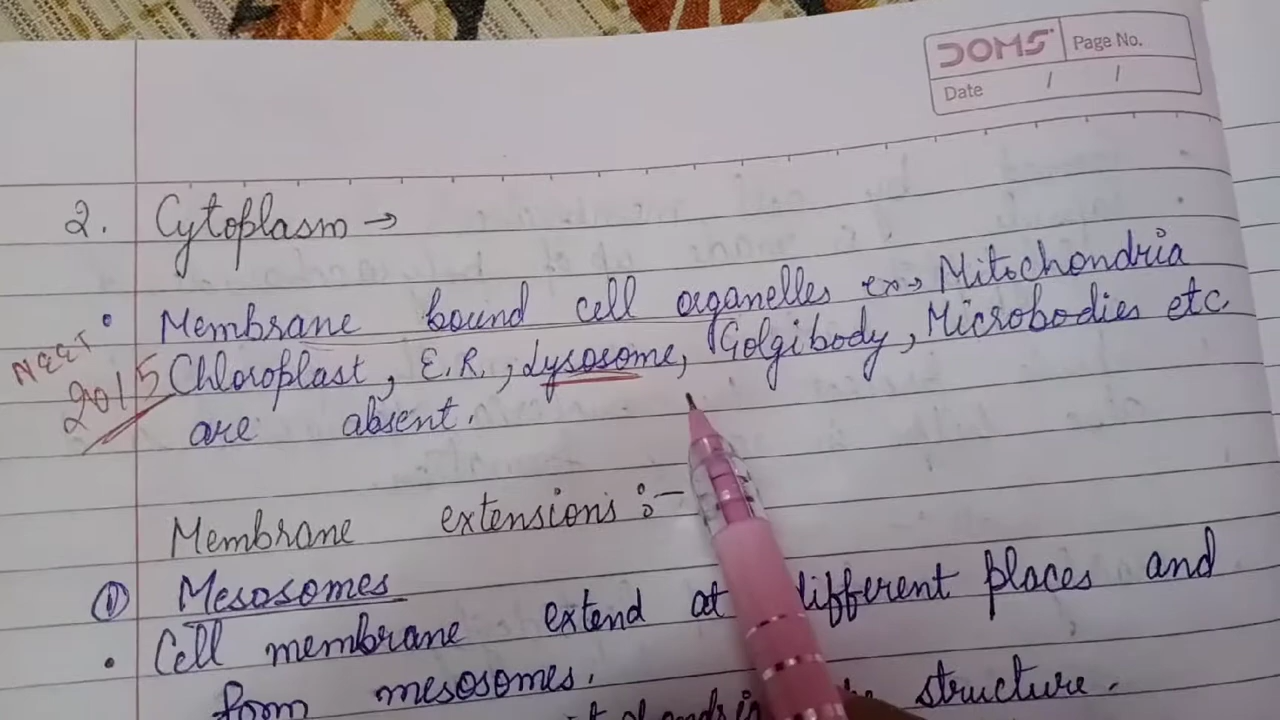 DOMS Page No.
Date / /
2. Cytoplasm →
• Membrane bound cell organelles ex→ Mitochondria
NEET 2015 Chloroplast, E.R., Lysosome, Golgibody, Microbodies etc
are absent.
Membrane extensions :-
① Mesosomes
• Cell membrane extend at different places and
form mesosomes.
structure.